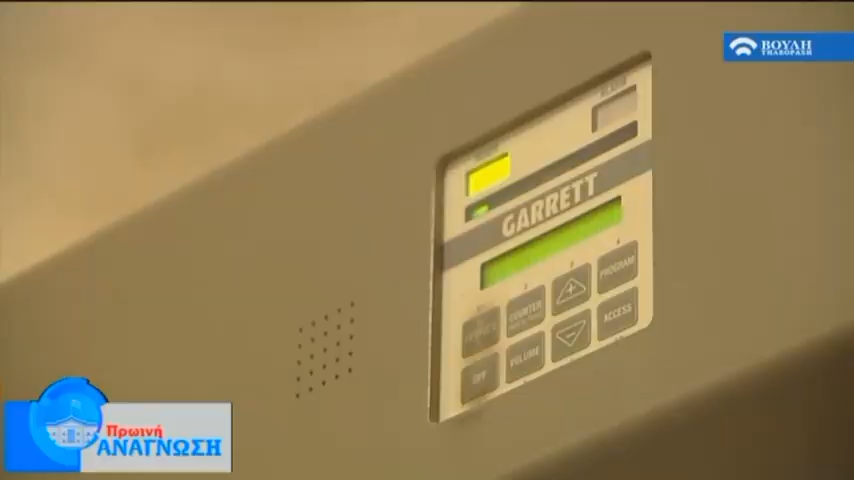 ΒΟΥΛΗ
ΤΗΛΕΟΡΑΣΗ
GARRETT
PROGRAM
COUNTER
+
ACCESS
−
VOLUME
OFF
Πρωινή
ΑΝΑΓΝΩΣΗ